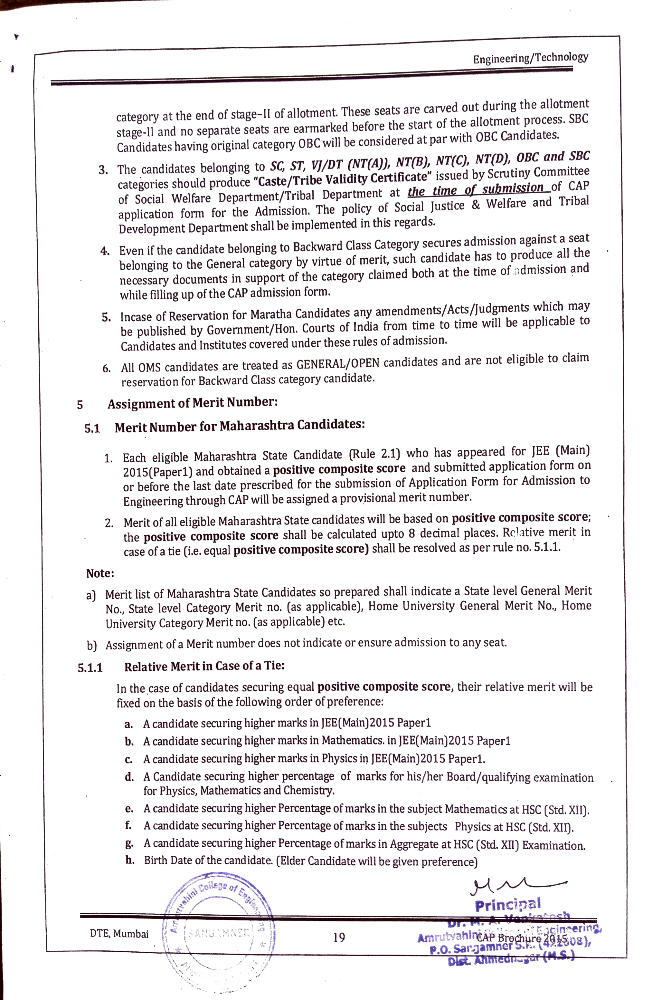 Engineering/Technology
category at the end of stage–II of allotment. These seats are carved out during the allotment
stage-II and no separate seats are earmarked before the start of the allotment process. SBC
Candidates having original category OBC will be considered at par with OBC Candidates.
3. The candidates belonging to SC, ST, VJ/DT (NT(A)), NT(B), NT(C), NT(D), OBC and SBC
categories should produce “Caste/Tribe Validity Certificate” issued by Scrutiny Committee
of Social Welfare Department/Tribal Department at the time of submission of CAP
application form for the Admission. The policy of Social Justice & Welfare and Tribal
Development Department shall be implemented in this regards.
4. Even if the candidate belonging to Backward Class Category secures admission against a seat
belonging to the General category by virtue of merit, such candidate has to produce all the
necessary documents in support of the category claimed both at the time of admission and
while filling up of the CAP admission form.
5. Incase of Reservation for Maratha Candidates any amendments/Acts/Judgments which may
be published by Government/Hon. Courts of India from time to time will be applicable to
Candidates and Institutes covered under these rules of admission.
6. All OMS candidates are treated as GENERAL/OPEN candidates and are not eligible to claim
reservation for Backward Class category candidate.
5 Assignment of Merit Number:
5.1 Merit Number for Maharashtra Candidates:
1. Each eligible Maharashtra State Candidate (Rule 2.1) who has appeared for JEE (Main)
2015(Paper1) and obtained a positive composite score and submitted application form on
or before the last date prescribed for the submission of Application Form for Admission to
Engineering through CAP will be assigned a provisional merit number.
2. Merit of all eligible Maharashtra State candidates will be based on positive composite score;
the positive composite score shall be calculated upto 8 decimal places. Relative merit in
case of a tie (i.e. equal positive composite score) shall be resolved as per rule no. 5.1.1.
Note:
a) Merit list of Maharashtra State Candidates so prepared shall indicate a State level General Merit
No., State level Category Merit no. (as applicable), Home University General Merit No., Home
University Category Merit no. (as applicable) etc.
b) Assignment of a Merit number does not indicate or ensure admission to any seat.
5.1.1 Relative Merit in Case of a Tie:
In the case of candidates securing equal positive composite score, their relative merit will be
fixed on the basis of the following order of preference:
a. A candidate securing higher marks in JEE(Main)2015 Paper1
b. A candidate securing higher marks in Mathematics. in JEE(Main)2015 Paper1
c. A candidate securing higher marks in Physics in JEE(Main)2015 Paper1.
d. A Candidate securing higher percentage of marks for his/her Board/qualifying examination
for Physics, Mathematics and Chemistry.
e. A candidate securing higher Percentage of marks in the subject Mathematics at HSC (Std. XII).
f. A candidate securing higher Percentage of marks in the subjects Physics at HSC (Std. XII).
g. A candidate securing higher Percentage of marks in Aggregate at HSC (Std. XII) Examination.
h. Birth Date of the candidate. (Elder Candidate will be given preference)
Amrutvahini College of Engineering
SANGAMNER
Principal
Dr. M. A. Venkatesh
Amrutvahini Engineering,
P.O. Sangamner S.K. (422608),
Dist. Ahmednagar (M.S.)
DTE, Mumbai
19
CAP Brochure 2015